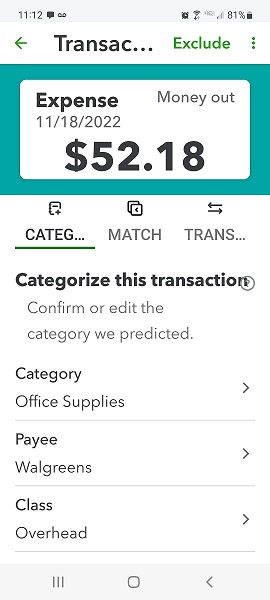 11:12 81%
Transac... Exclude
Expense Money out
11/18/2022
$52.18
CATEG... MATCH TRANS...
Categorize this transaction
Confirm or edit the
category we predicted.
Category
Office Supplies
Payee
Walgreens
Class
Overhead